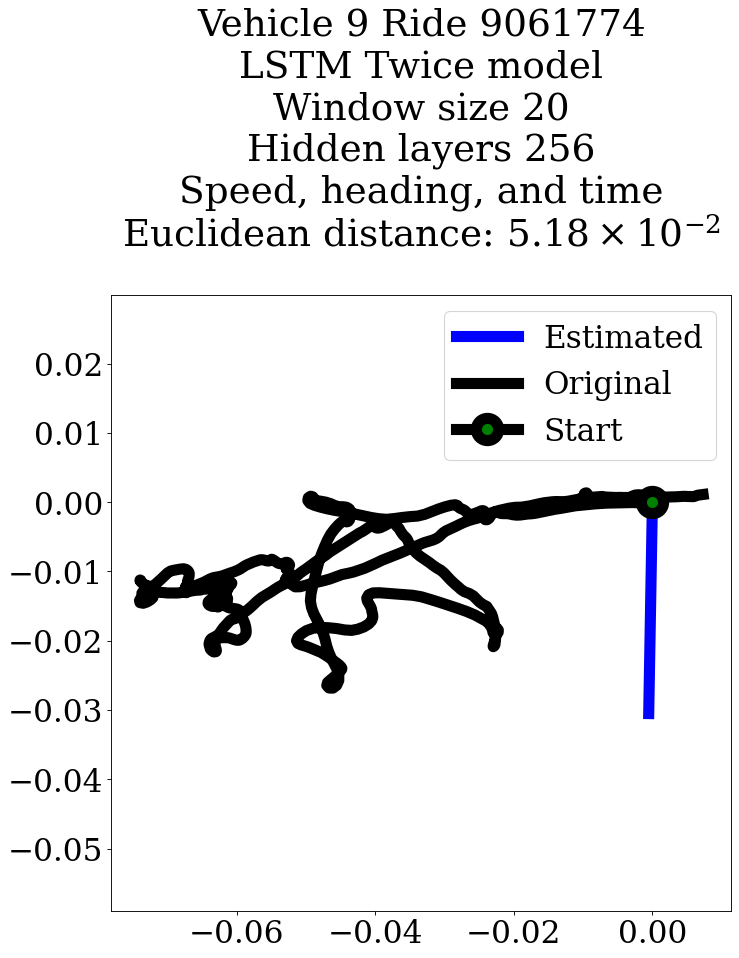 Vehicle 9 Ride 9061774
LSTM Twice model
Window size 20
Hidden layers 256
Speed, heading, and time
Euclidean distance: 5.18 × 10⁻²
Estimated
Original
Start
0.02
0.01
0.00
−0.01
−0.02
−0.03
−0.04
−0.05
−0.06
−0.04
−0.02
0.00